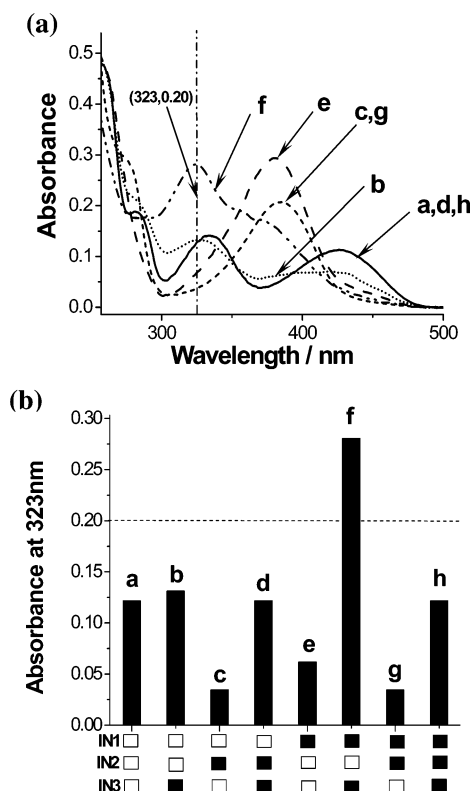 (a)
Absorbance
0.5
0.4
0.3
0.2
0.1
0.0
(323,0.20)
f
e
c,g
b
a,d,h
300
400
500
Wavelength / nm
(b)
Absorbance at 323nm
0.30
0.25
0.20
0.15
0.10
0.05
0.00
a
b
c
d
e
f
g
h
IN1
IN2
IN3